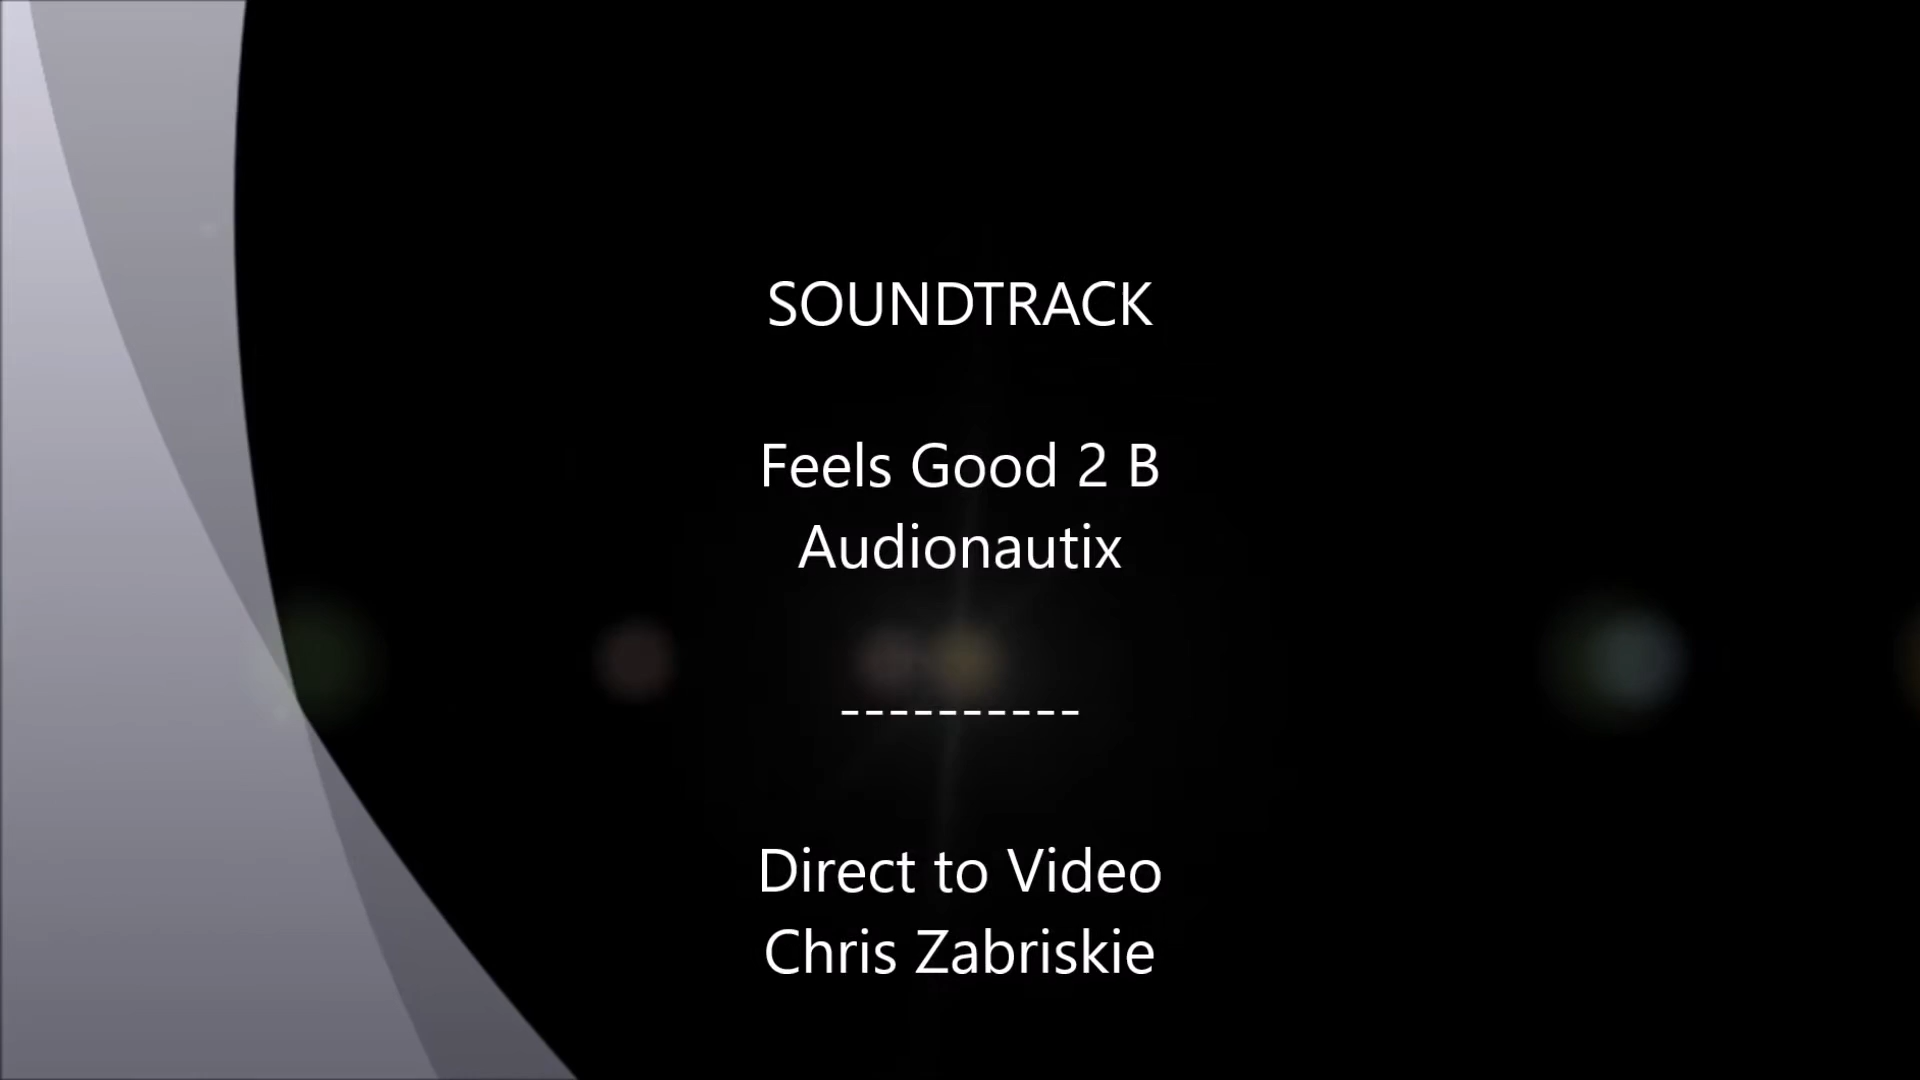 SOUNDTRACK
Feels Good 2 B
Audionautix
----------
Direct to Video
Chris Zabriskie